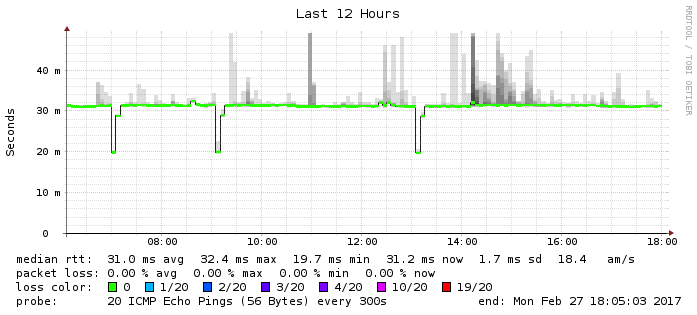 Last 12 Hours
RRDTOOL / TOBI OETIKER
Seconds
40 m
30 m
20 m
10 m
0
08:00 10:00 12:00 14:00 16:00 18:00
median rtt: 31.0 ms avg 32.4 ms max 19.7 ms min 31.2 ms now 1.7 ms sd 18.4 am/s
packet loss: 0.00 % avg 0.00 % max 0.00 % min 0.00 % now
loss color: 0 1/20 2/20 3/20 4/20 10/20 19/20
probe: 20 ICMP Echo Pings (56 Bytes) every 300s end: Mon Feb 27 18:05:03 2017